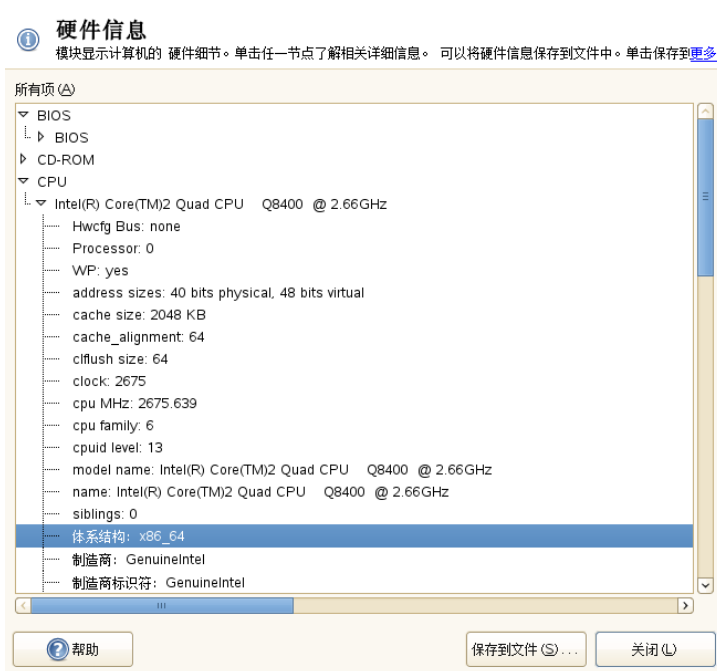 硬件信息
模块显示计算机的 硬件细节。单击任一节点了解相关详细信息。 可以将硬件信息保存到文件中。单击保存到更多
所有项 (A)
BIOS
BIOS
CD-ROM
CPU
Intel(R) Core(TM)2 Quad CPU Q8400 @ 2.66GHz
Hwcfg Bus: none
Processor: 0
WP: yes
address sizes: 40 bits physical, 48 bits virtual
cache size: 2048 KB
cache_alignment: 64
clflush size: 64
clock: 2675
cpu MHz: 2675.639
cpu family: 6
cpuid level: 13
model name: Intel(R) Core(TM)2 Quad CPU Q8400 @ 2.66GHz
name: Intel(R) Core(TM)2 Quad CPU Q8400 @ 2.66GHz
siblings: 0
体系结构: x86_64
制造商: GenuineIntel
制造商标识符: GenuineIntel
帮助 保存到文件 (S)... 关闭 (L)